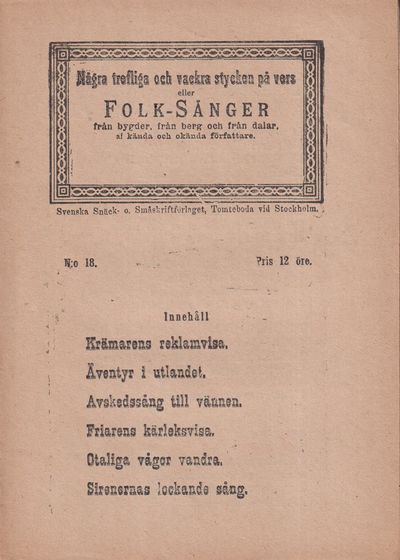 Några trefliga och vackra stycken på vers
eller
FOLK-SÅNGER
från bygder, från berg och från dalar,
af kända och okända författare.
Svenska Snäck- o. Småskriftförlaget, Tomteboda vid Stockholm.
N:o 18. Pris 12 öre.
Innehåll
Krämarens reklamvisa.
Äventyr i utlandet.
Avskedssång till vännen.
Friarens kärleksvisa.
Otaliga vågor vandra.
Sirenernas lockande sång.